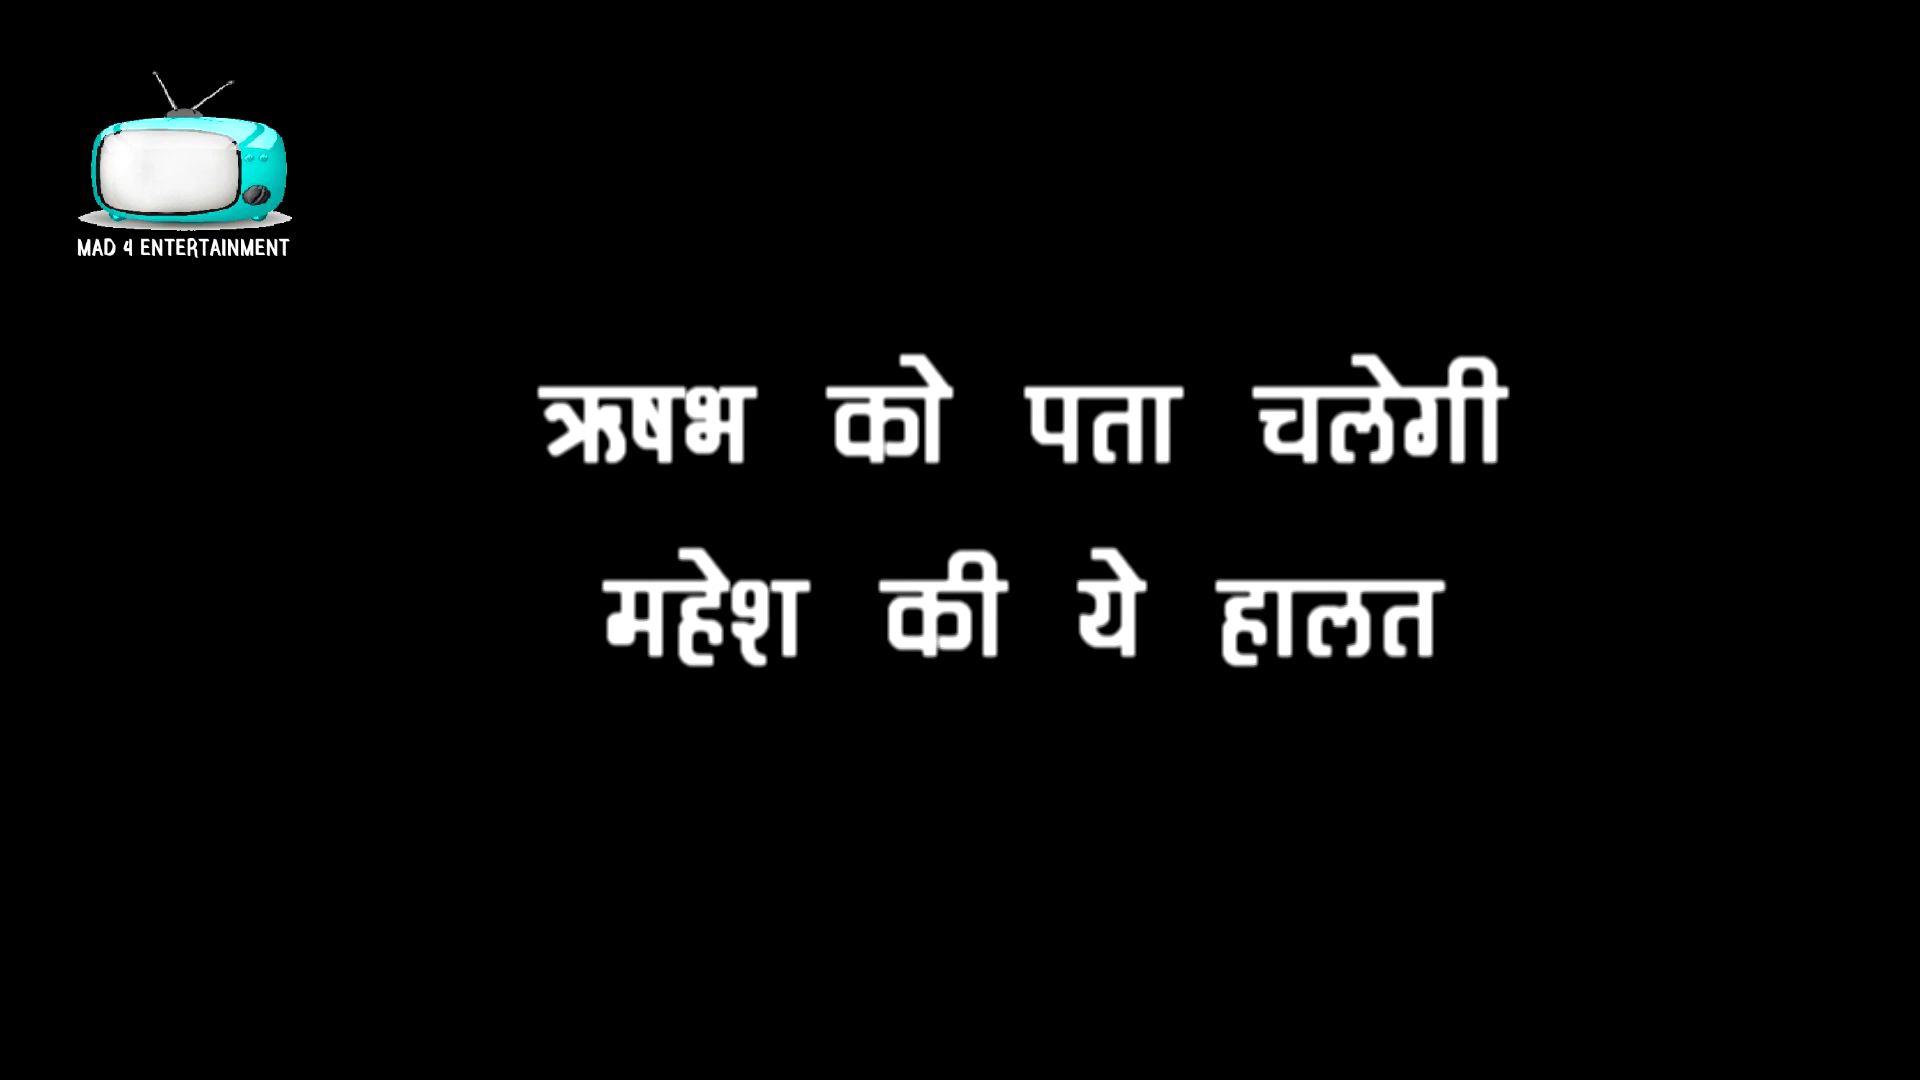 MAD 4 ENTERTAINMENT
ऋषभ को पता चलेगी
महेश की ये हालत